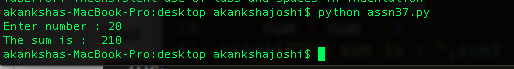 akankshas-MacBook-Pro:desktop akankshajoshi$ python assn37.py
Enter number : 20
The sum is :  210
akankshas-MacBook-Pro:desktop akankshajoshi$